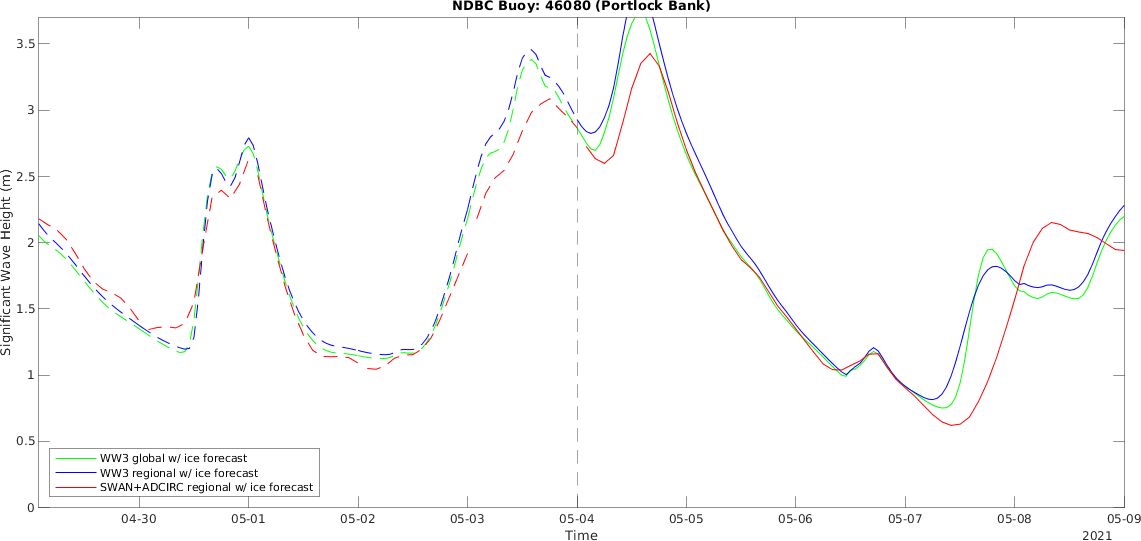 NDBC Buoy: 46080 (Portlock Bank)
Significant Wave Height (m)
3.5
3
2.5
2
1.5
1
0.5
0
WW3 global w/ ice forecast
WW3 regional w/ ice forecast
SWAN+ADCIRC regional w/ ice forecast
04-30 05-01 05-02 05-03 05-04 05-05 05-06 05-07 05-08 05-09
Time
2021